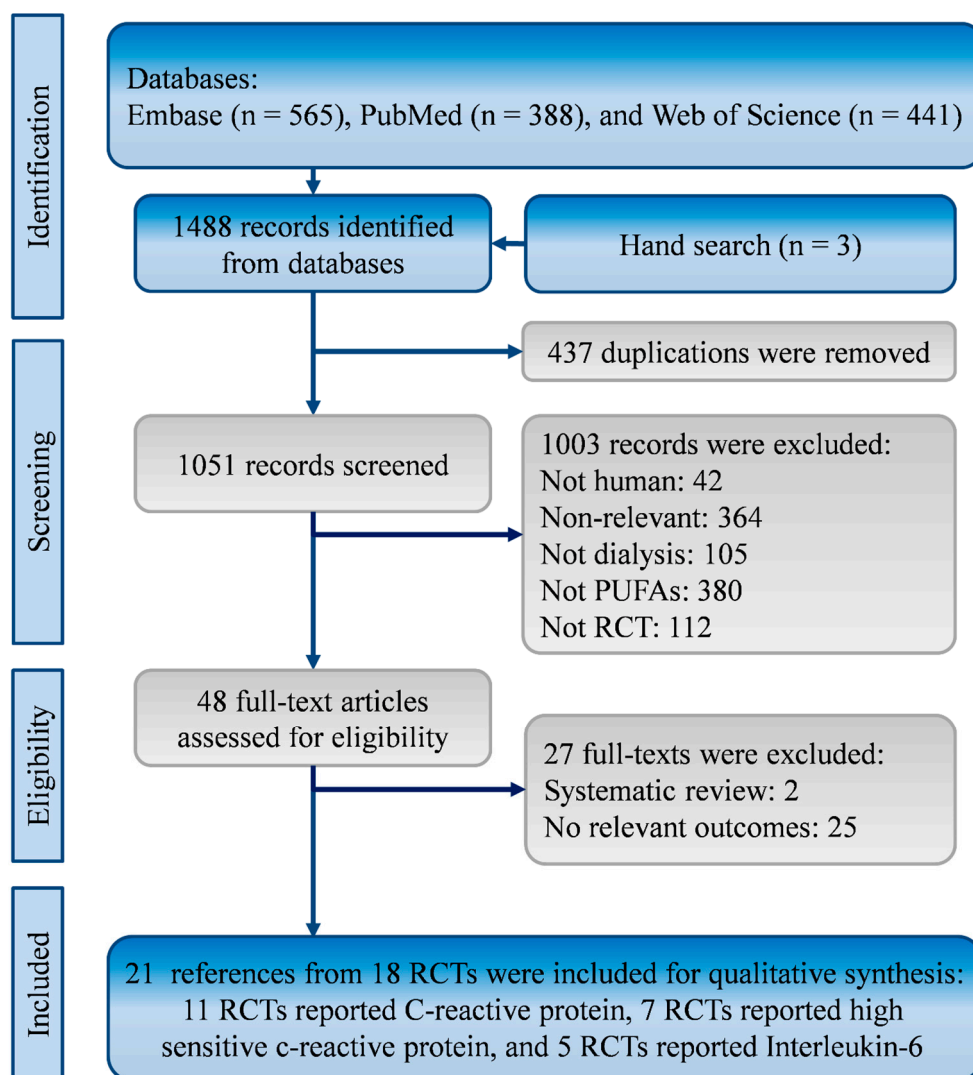 Identification
Databases:
Embase (n = 565), PubMed (n = 388), and Web of Science (n = 441)
1488 records identified
from databases
Hand search (n = 3)
437 duplications were removed
Screening
1051 records screened
1003 records were excluded:
Not human: 42
Non-relevant: 364
Not dialysis: 105
Not PUFAs: 380
Not RCT: 112
Eligibility
48 full-text articles
assessed for eligibility
27 full-texts were excluded:
Systematic review: 2
No relevant outcomes: 25
Included
21 references from 18 RCTs were included for qualitative synthesis:
11 RCTs reported C-reactive protein, 7 RCTs reported high
sensitive c-reactive protein, and 5 RCTs reported Interleukin-6